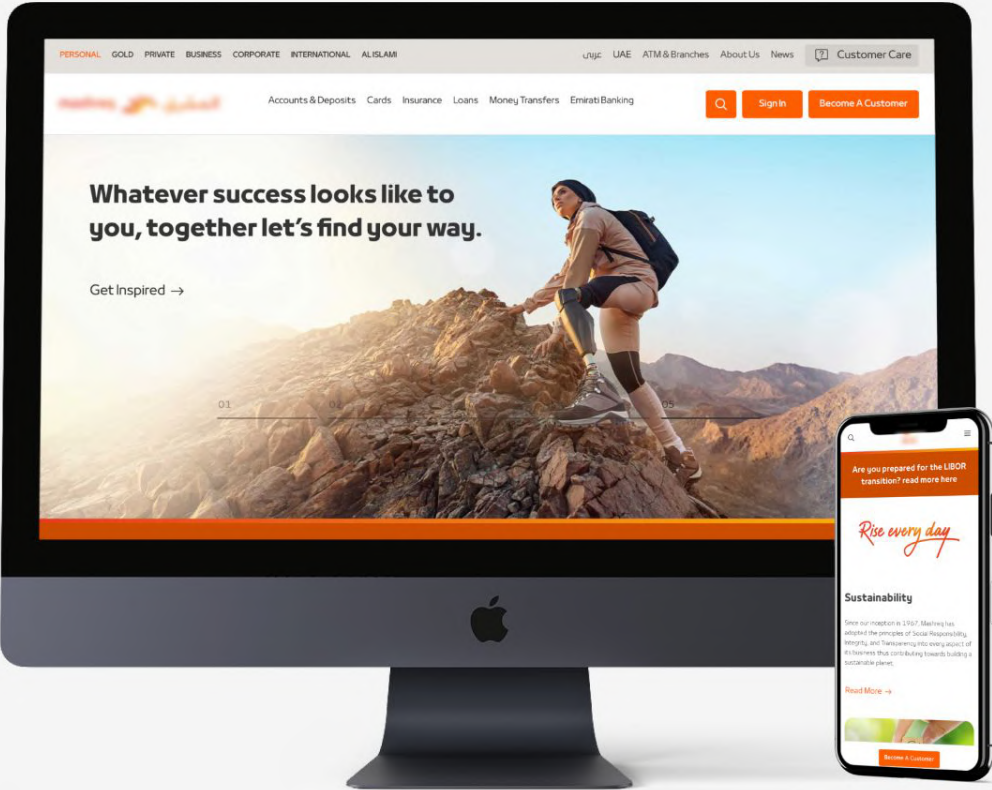 PERSONAL GOLD PRIVATE BUSINESS CORPORATE INTERNATIONAL AL ISLAMI
عربي UAE ATM & Branches About Us News Customer Care
Accounts & Deposits Cards Insurance Loans Money Transfers Emirati Banking
Sign In Become A Customer
Whatever success looks like to
you, together let's find your way.
Get Inspired →
01 02 05
Are you prepared for the LIBOR
transition? read more here
Rise every day
Sustainability
Since our inception in 1967, Mashreq has
adopted the principles of Social Responsibility,
Integrity, and Transparency into every aspect of
its business thus contributing towards building a
sustainable planet.
Read More →
Become A Customer